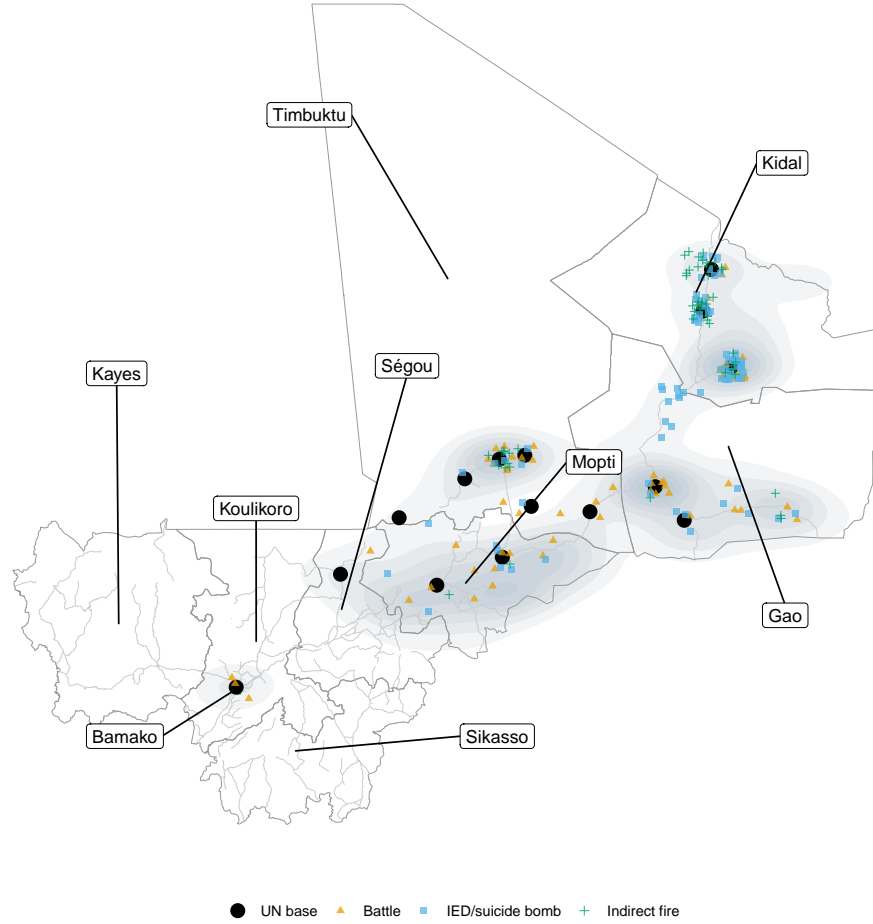 Timbuktu
Kidal
Kayes
Ségou
Mopti
Koulikoro
Gao
Bamako
Sikasso
UN base Battle IED/suicide bomb Indirect fire